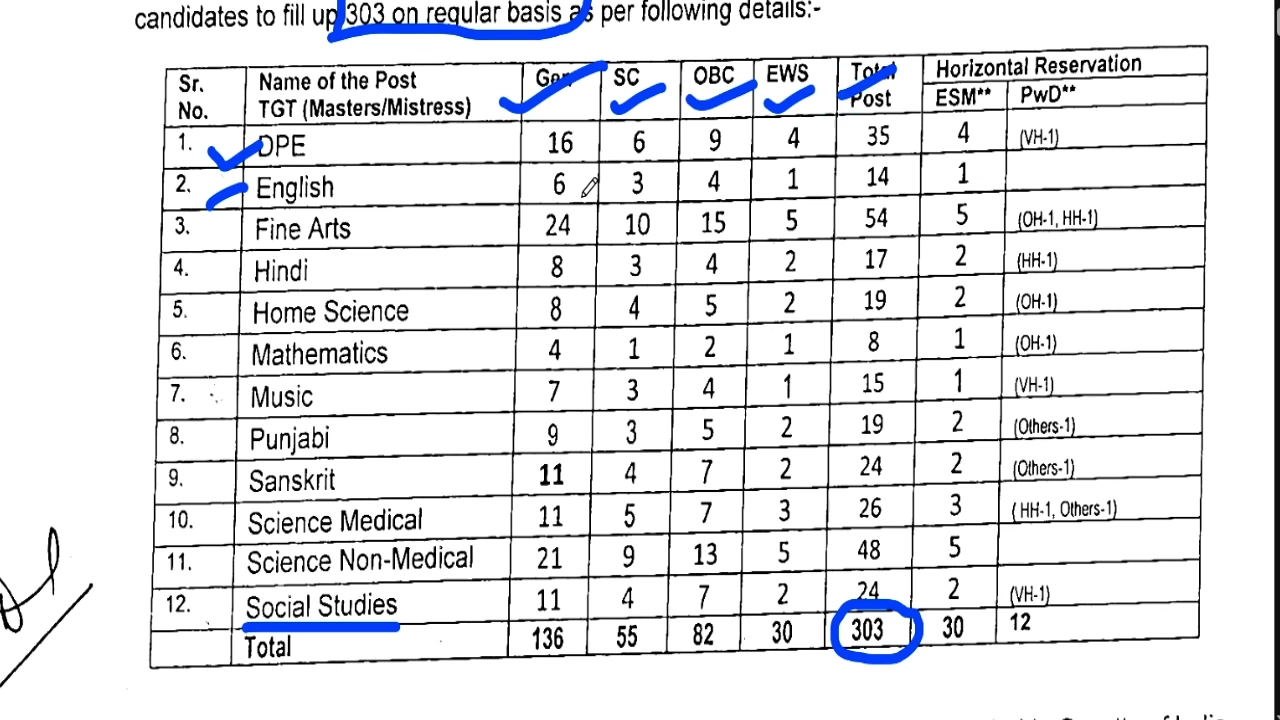 candidates to fill up 303 on regular basis as per following details:-
Sr. No. Name of the Post TGT (Masters/Mistress) Gen. SC OBC EWS Total Post Horizontal Reservation ESM** PwD**
1. DPE 16 6 9 4 35 4 (VH-1)
2. English 6 3 4 1 14 1
3. Fine Arts 24 10 15 5 54 5 (OH-1, HH-1)
4. Hindi 8 3 4 2 17 2 (HH-1)
5. Home Science 8 4 5 2 19 2 (OH-1)
6. Mathematics 4 1 2 1 8 1 (OH-1)
7. Music 7 3 4 1 15 1 (VH-1)
8. Punjabi 9 3 5 2 19 2 (Others-1)
9. Sanskrit 11 4 7 2 24 2 (Others-1)
10. Science Medical 11 5 7 3 26 3 ( HH-1, Others-1)
11. Science Non-Medical 21 9 13 5 48 5
12. Social Studies 11 4 7 2 24 2 (VH-1)
Total 136 55 82 30 303 30 12